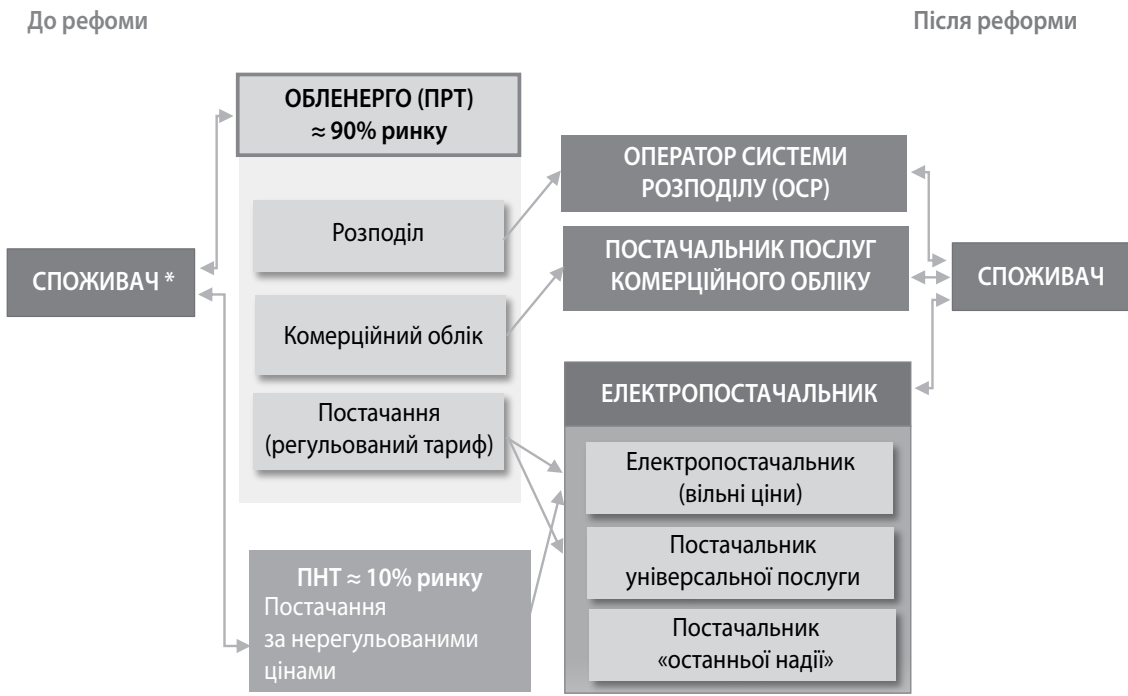 До рефоми
Після реформи
ОБЛЕНЕРГО (ПРТ)
≈ 90% ринку
Розподіл
Комерційний облік
Постачання
(регульований тариф)
СПОЖИВАЧ *
ПНТ ≈ 10% ринку
Постачання
за нерегульованими
цінами
ОПЕРАТОР СИСТЕМИ
РОЗПОДІЛУ (ОСР)
ПОСТАЧАЛЬНИК ПОСЛУГ
КОМЕРЦІЙНОГО ОБЛІКУ
ЕЛЕКТРОПОСТАЧАЛЬНИК
Електропостачальник
(вільні ціни)
Постачальник
універсальної послуги
Постачальник
«останньої надії»
СПОЖИВАЧ